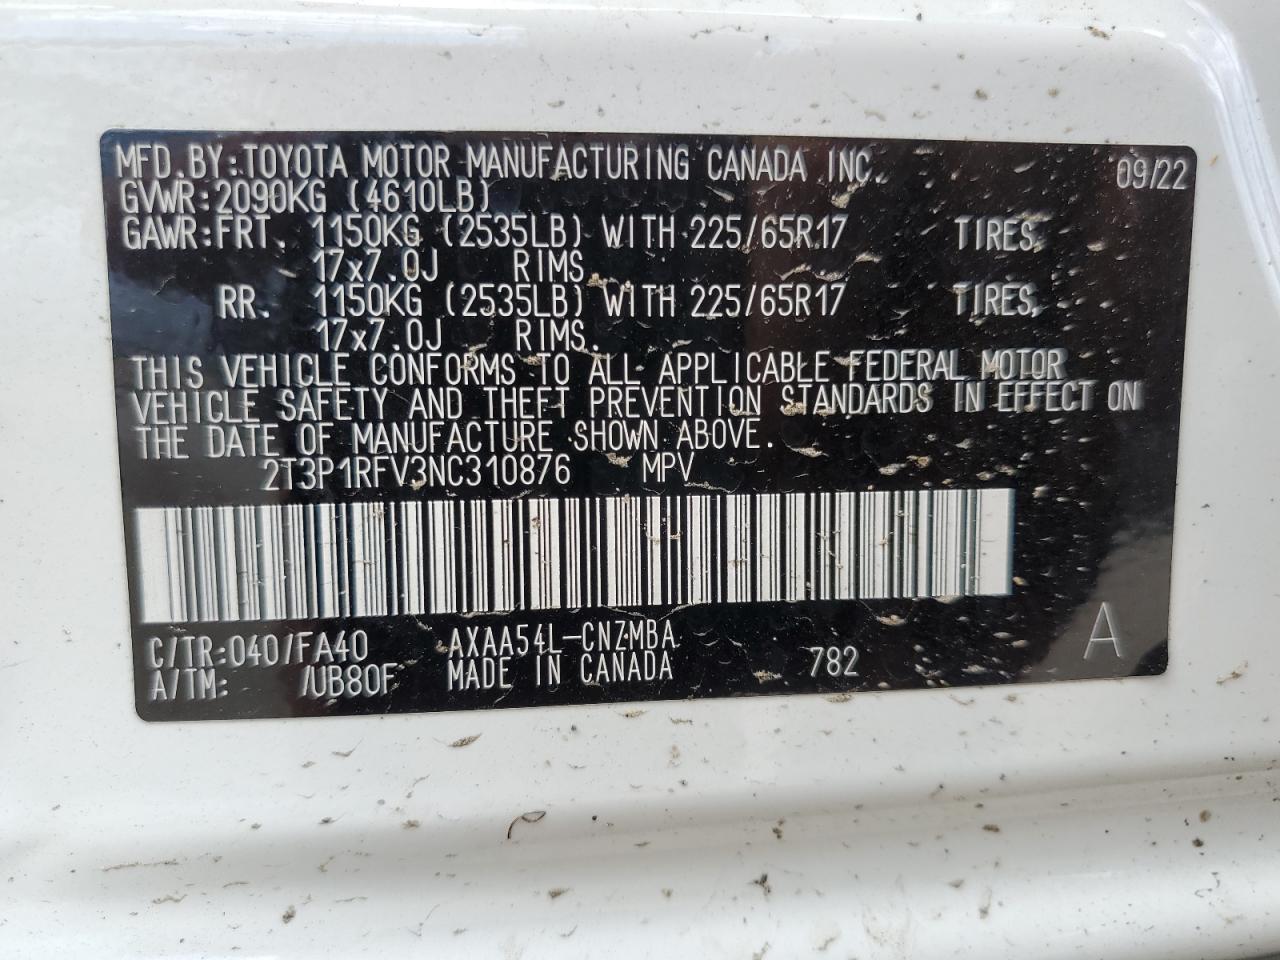 MFD.BY:TOYOTA MOTOR MANUFACTURING CANADA INC. 09/22
GVWR:2090KG (4610LB)
GAWR:FRT. 1150KG (2535LB) WITH 225/65R17 TIRES,
17x7.0J RIMS
RR. 1150KG (2535LB) WITH 225/65R17 TIRES,
17x7.0J RIMS.
THIS VEHICLE CONFORMS TO ALL APPLICABLE FEDERAL MOTOR
VEHICLE SAFETY AND THEFT PREVENTION STANDARDS IN EFFECT ON
THE DATE OF MANUFACTURE SHOWN ABOVE.
2T3P1RFV3NC310876 MPV
C/TR:040/FA40 AXAA54L-CNZMBA
A/TM: /UB80F MADE IN CANADA 782 A